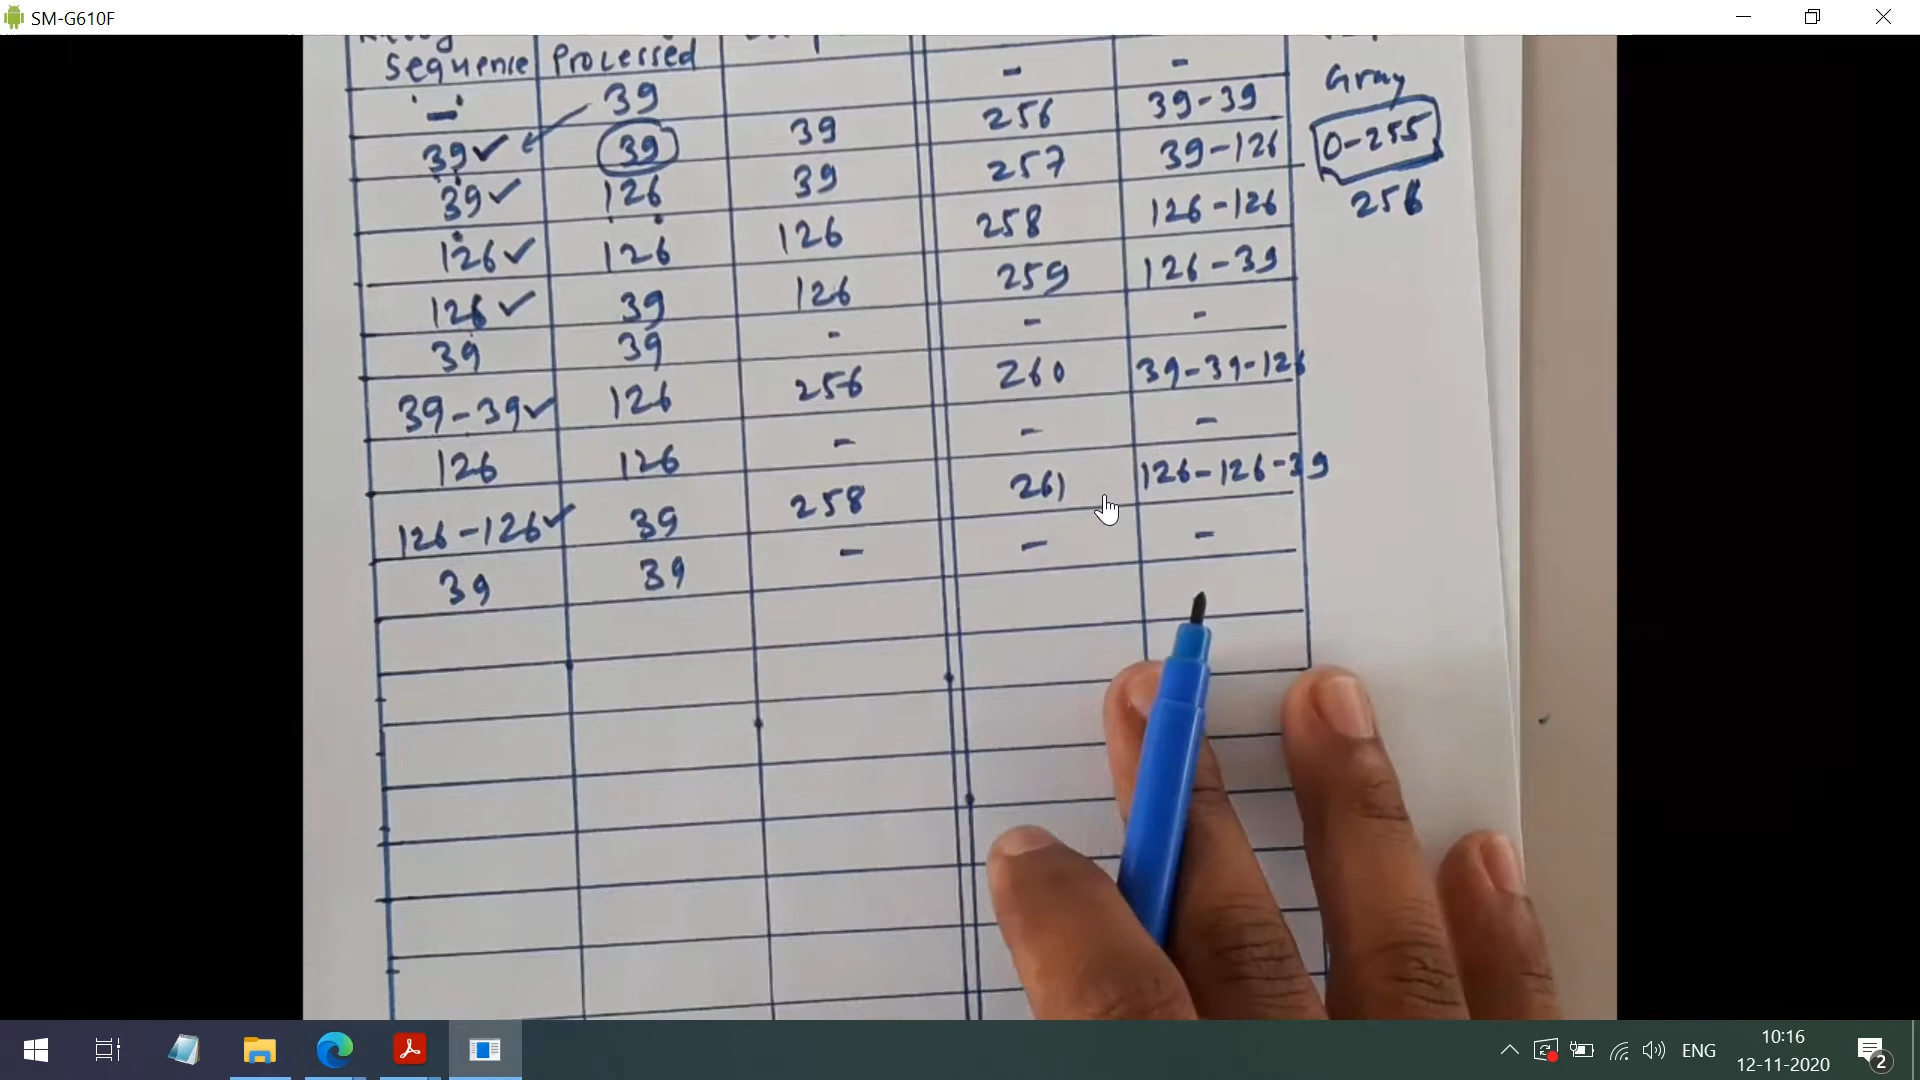 SM-G610F
Sequence Processed
- 39 - -
39✓ 39 39 256 39-39
39✓ 126 39 257 39-126
126✓ 126 126 258 126-126
126✓ 39 126 259 126-39
39 39 - - -
39-39✓ 126 256 260 39-39-126
126 126 - - -
126-126✓ 39 258 261 126-126-39
39 39 - - -
Gray
0-255
256
ENG
10:16
12-11-2020
2